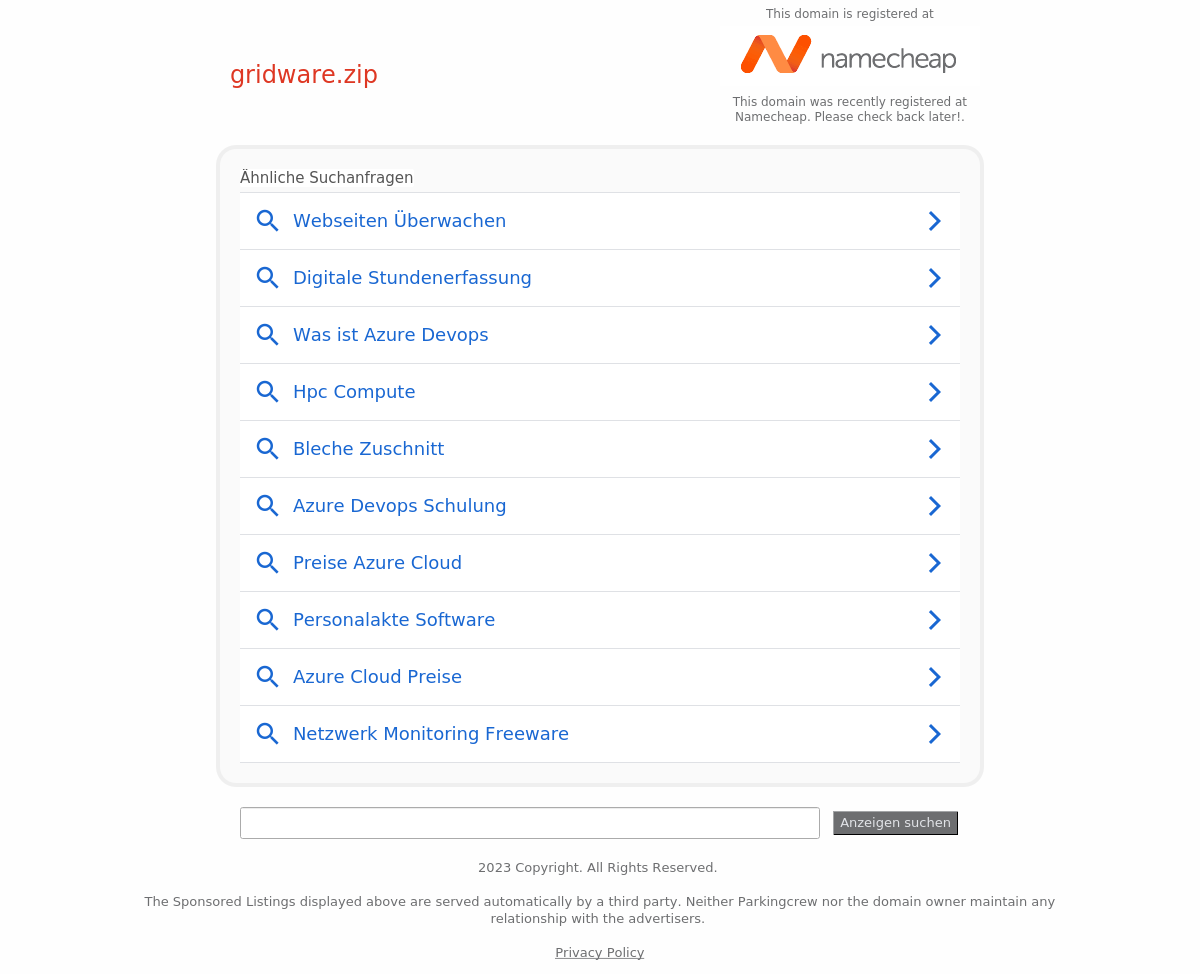 This domain is registered at
namecheap
gridware.zip
This domain was recently registered at
Namecheap. Please check back later!.
Ähnliche Suchanfragen
Webseiten Überwachen
Digitale Stundenerfassung
Was ist Azure Devops
Hpc Compute
Bleche Zuschnitt
Azure Devops Schulung
Preise Azure Cloud
Personalakte Software
Azure Cloud Preise
Netzwerk Monitoring Freeware
Anzeigen suchen
2023 Copyright. All Rights Reserved.
The Sponsored Listings displayed above are served automatically by a third party. Neither Parkingcrew nor the domain owner maintain any
relationship with the advertisers.
Privacy Policy